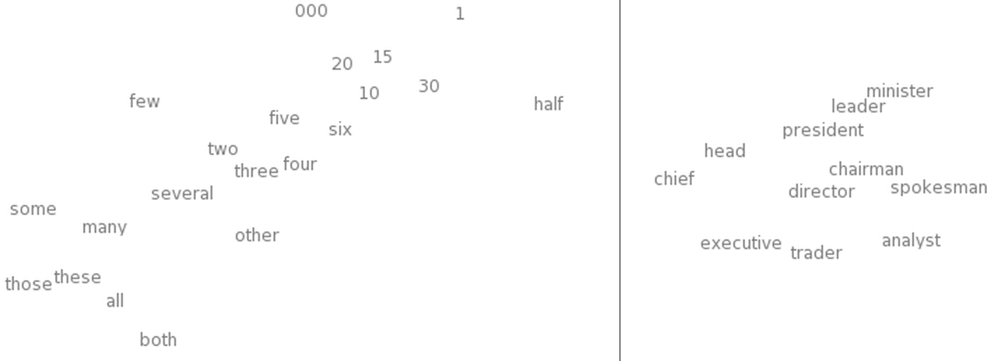 000
1
20
15
10
30
few
half
five
six
two
three
four
several
some
many
other
those
these
all
both
minister
leader
president
head
chief
chairman
director
spokesman
executive
trader
analyst